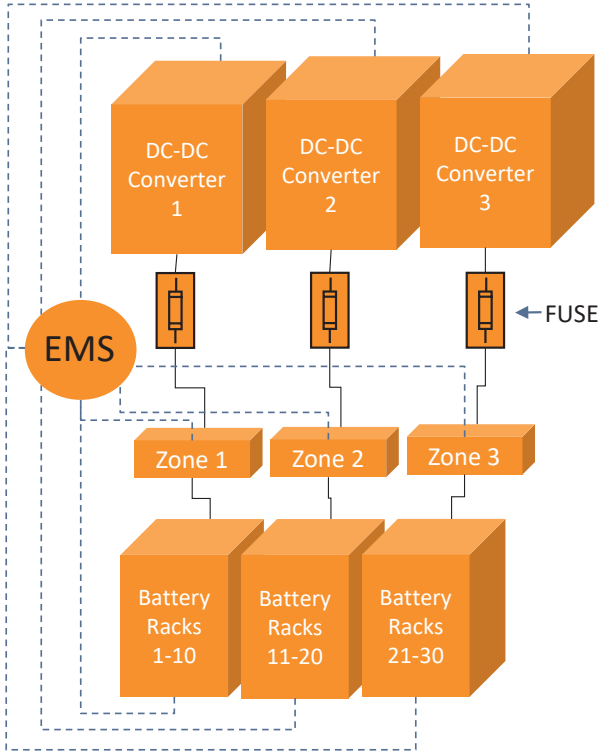 DC-DC
Converter
1
DC-DC
Converter
2
DC-DC
Converter
3
FUSE
EMS
Zone 1
Zone 2
Zone 3
Battery
Racks
1-10
Battery
Racks
11-20
Battery
Racks
21-30